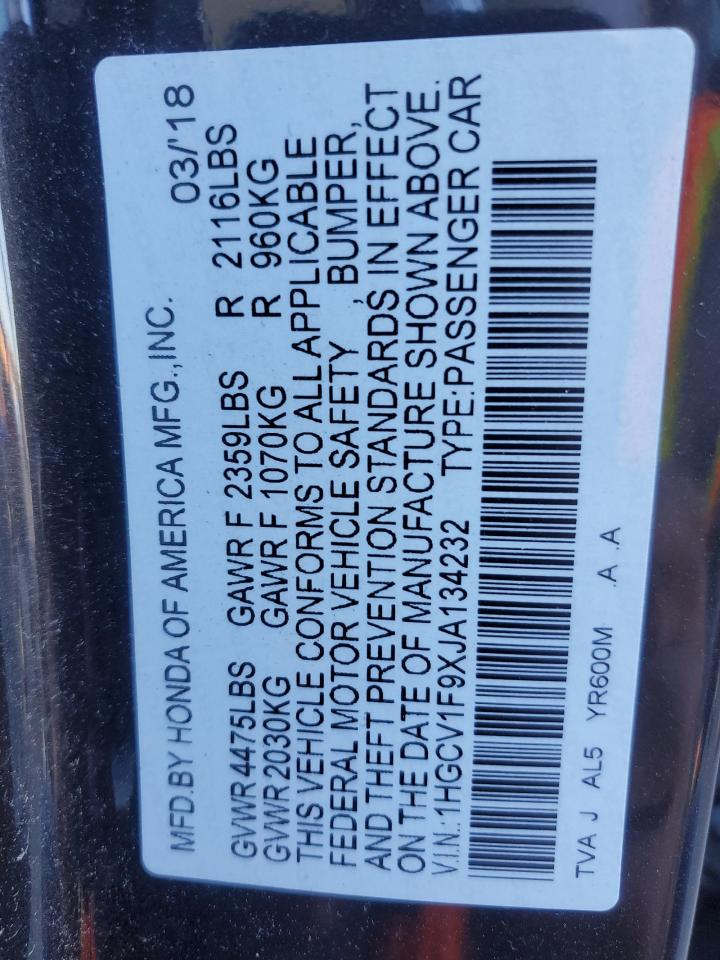 MFD.BY HONDA OF AMERICA MFG.,INC. 03/'18
GVWR 4475LBS GAWR F 2359LBS R 2116LBS
GVWR 2030KG GAWR F 1070KG R 960KG
THIS VEHICLE CONFORMS TO ALL APPLICABLE
FEDERAL MOTOR VEHICLE SAFETY , BUMPER,
AND THEFT PREVENTION STANDARDS, IN EFFECT
ON THE DATE OF MANUFACTURE SHOWN ABOVE.
V.I.N.:1HGCV1F9XJA134232 TYPE:PASSENGER CAR
TVA J AL5 YR600M .A .A